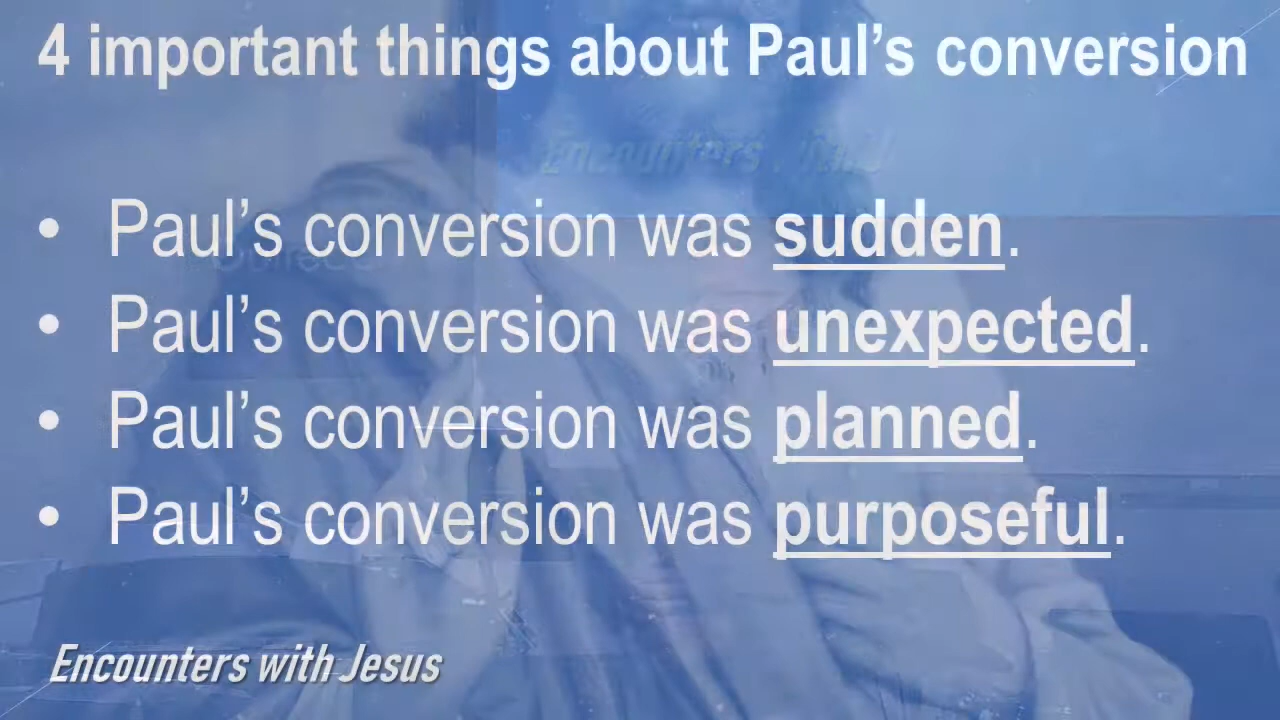 4 important things about Paul’s conversion
• Paul’s conversion was sudden.
• Paul’s conversion was unexpected.
• Paul’s conversion was planned.
• Paul’s conversion was purposeful.
Encounters with Jesus